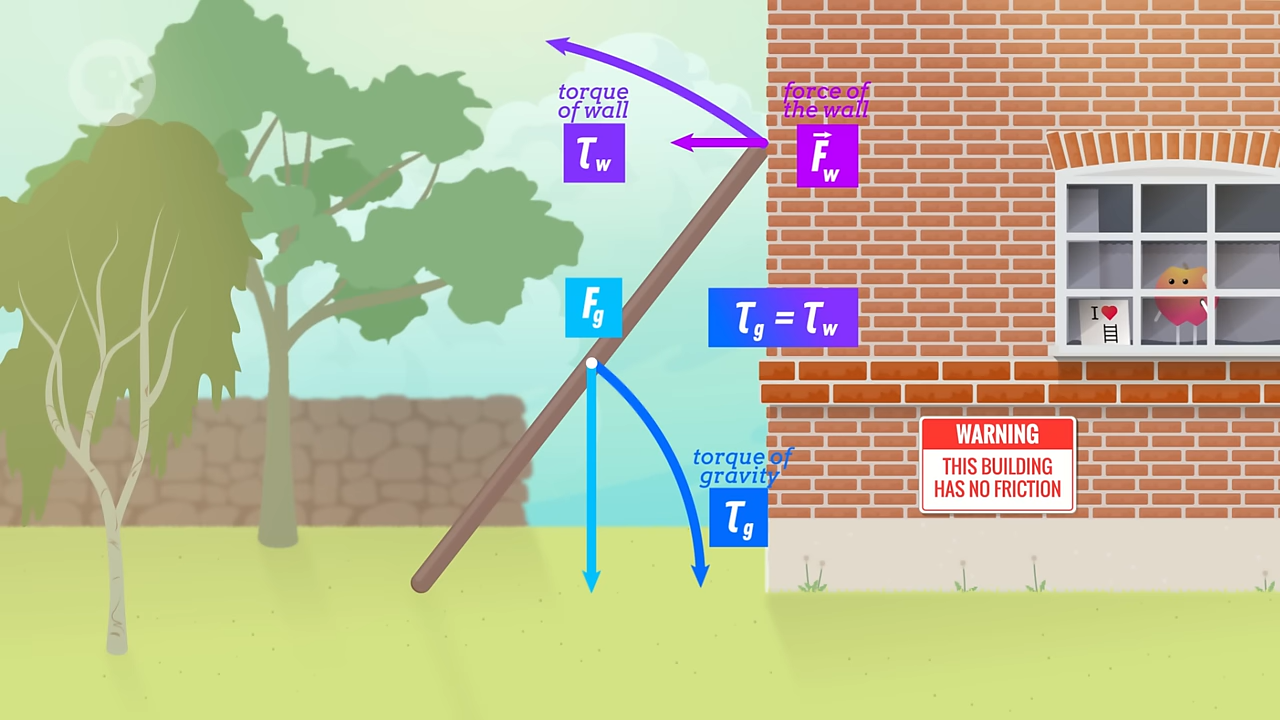 torque
of wall
τw
force of
the wall
F⃗w
Fg
τg = τw
I ♥
torque of
gravity
τg
WARNING
THIS BUILDING
HAS NO FRICTION